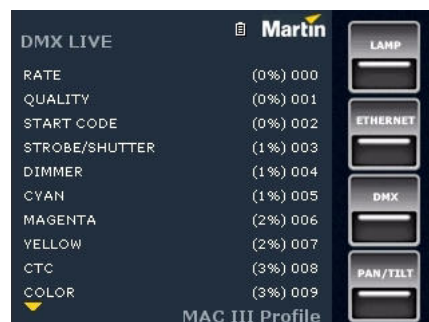 DMX LIVE
Martin
RATE (0%) 000
QUALITY (0%) 001
START CODE (0%) 002
STROBE/SHUTTER (1%) 003
DIMMER (1%) 004
CYAN (1%) 005
MAGENTA (2%) 006
YELLOW (2%) 007
CTC (3%) 008
COLOR (3%) 009
MAC III Profile
LAMP
ETHERNET
DMX
PAN/TILT